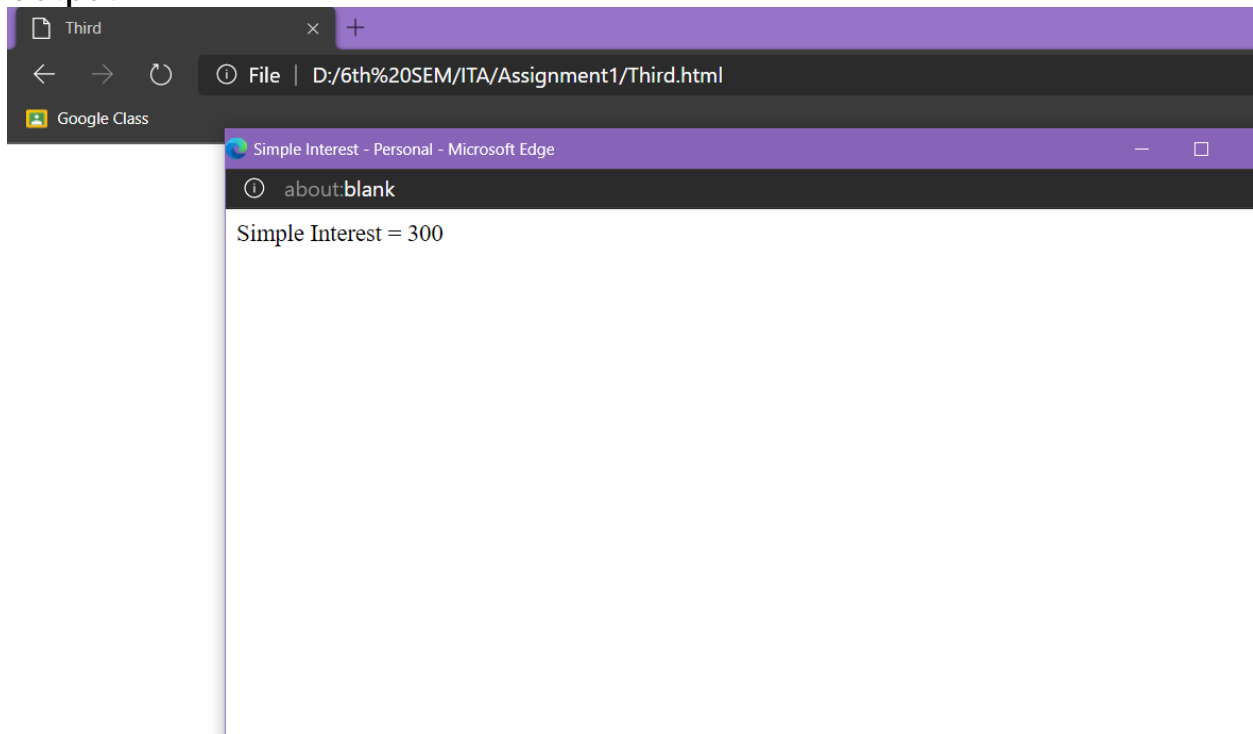 Third
File | D:/6th%20SEM/ITA/Assignment1/Third.html
Google Class
Simple Interest - Personal - Microsoft Edge
about:blank
Simple Interest = 300